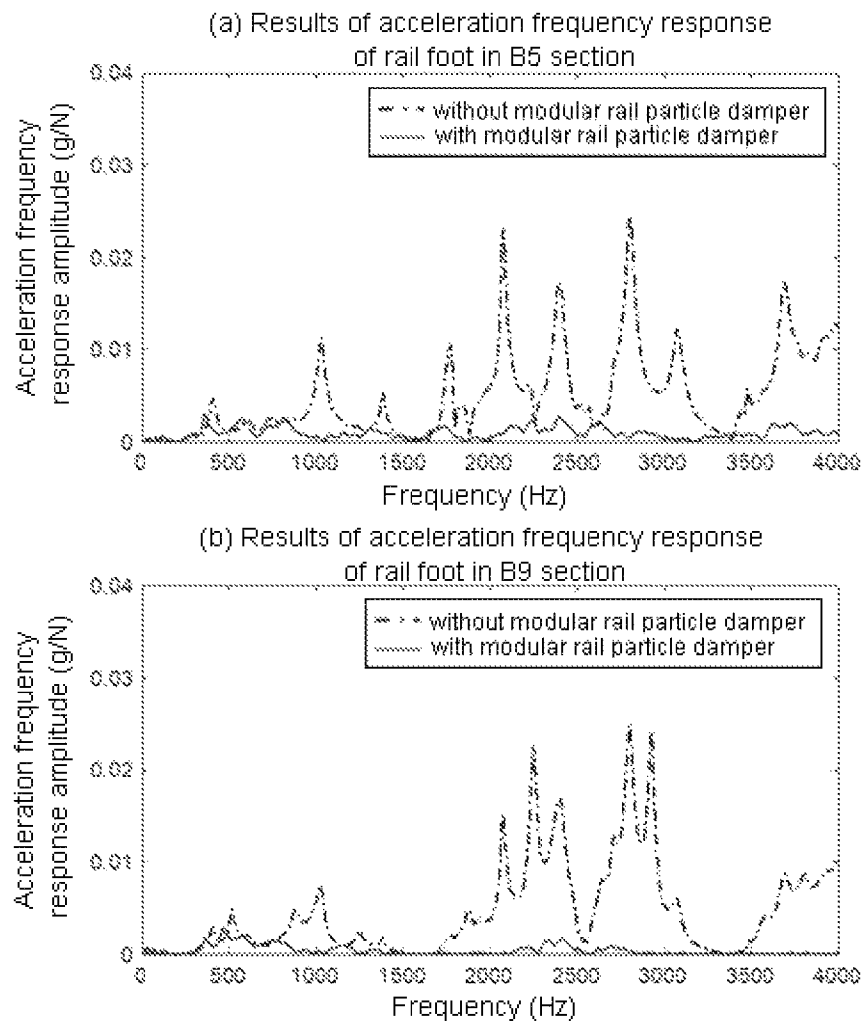 (a) Results of acceleration frequency response
of rail foot in B5 section
0.04
0.03
0.02
0.01
0
Acceleration frequency
response amplitude (g/N)
without modular rail particle damper
with modular rail particle damper
0 500 1000 1500 2000 2500 3000 3500 4000
Frequency (Hz)
(b) Results of acceleration frequency response
of rail foot in B9 section
0.04
0.03
0.02
0.01
0
Acceleration frequency
response amplitude (g/N)
without modular rail particle damper
with modular rail particle damper
0 500 1000 1500 2000 2500 3000 3500 4000
Frequency (Hz)